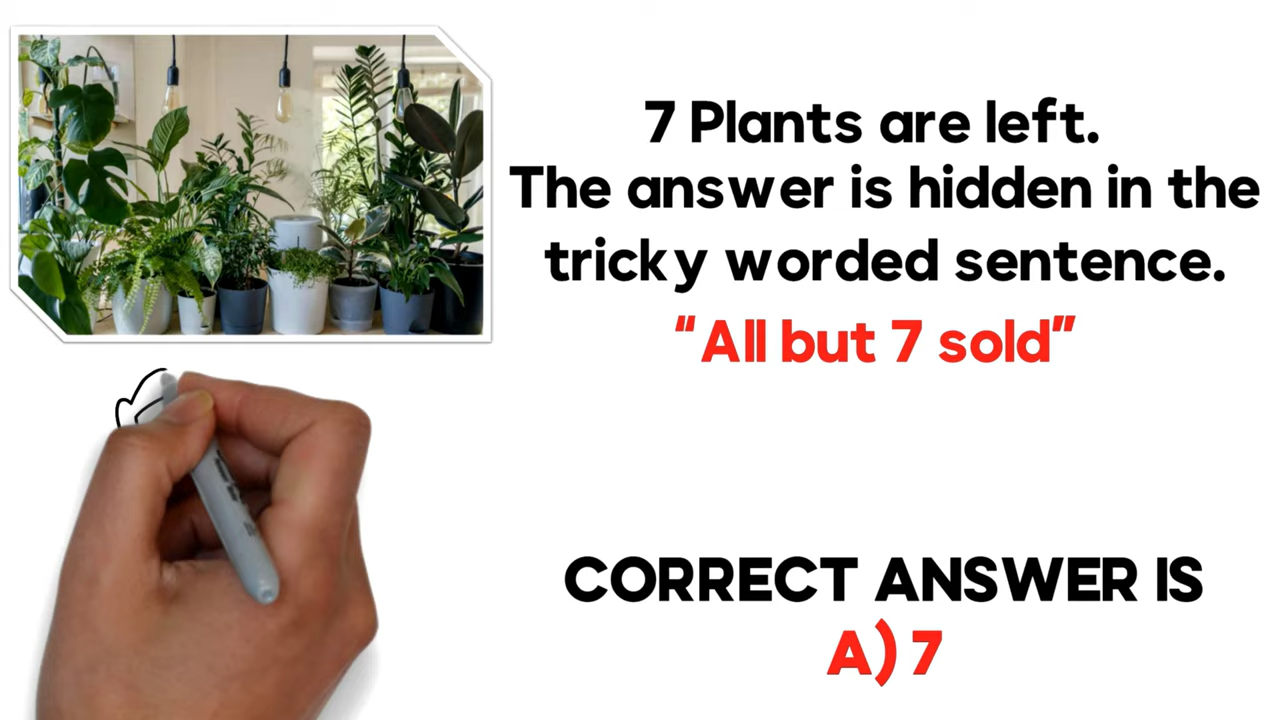 7 Plants are left.
The answer is hidden in the
tricky worded sentence.
"All but 7 sold"
CORRECT ANSWER IS
A) 7